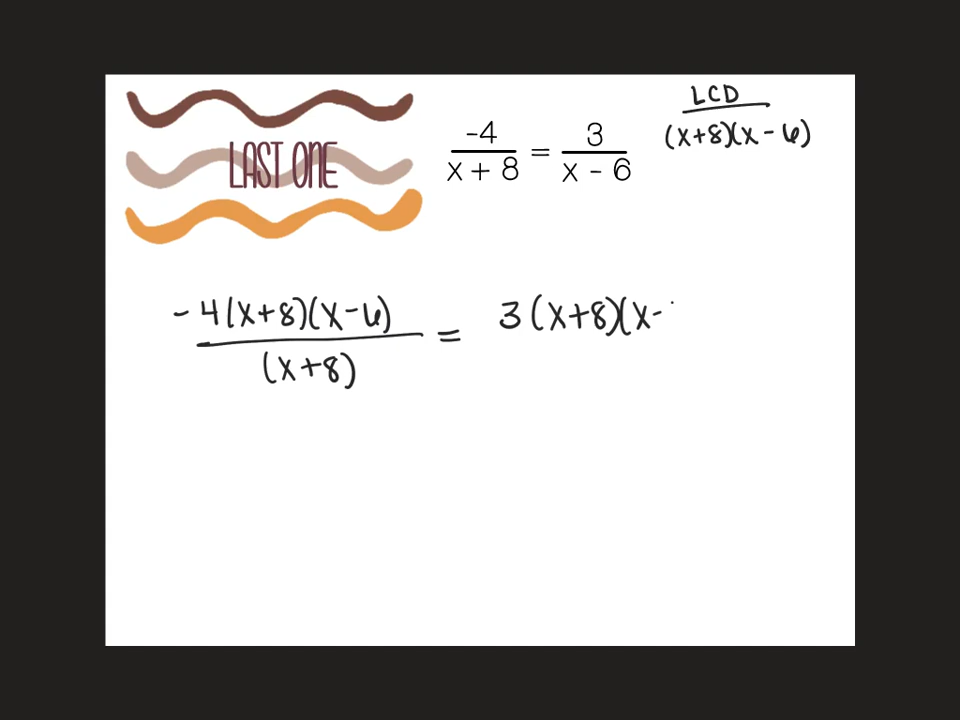 LAST ONE
-4/(x + 8) = 3/(x - 6)
LCD
(x+8)(x-6)
-4(x+8)(x-6)/(x+8) = 3(x+8)(x-